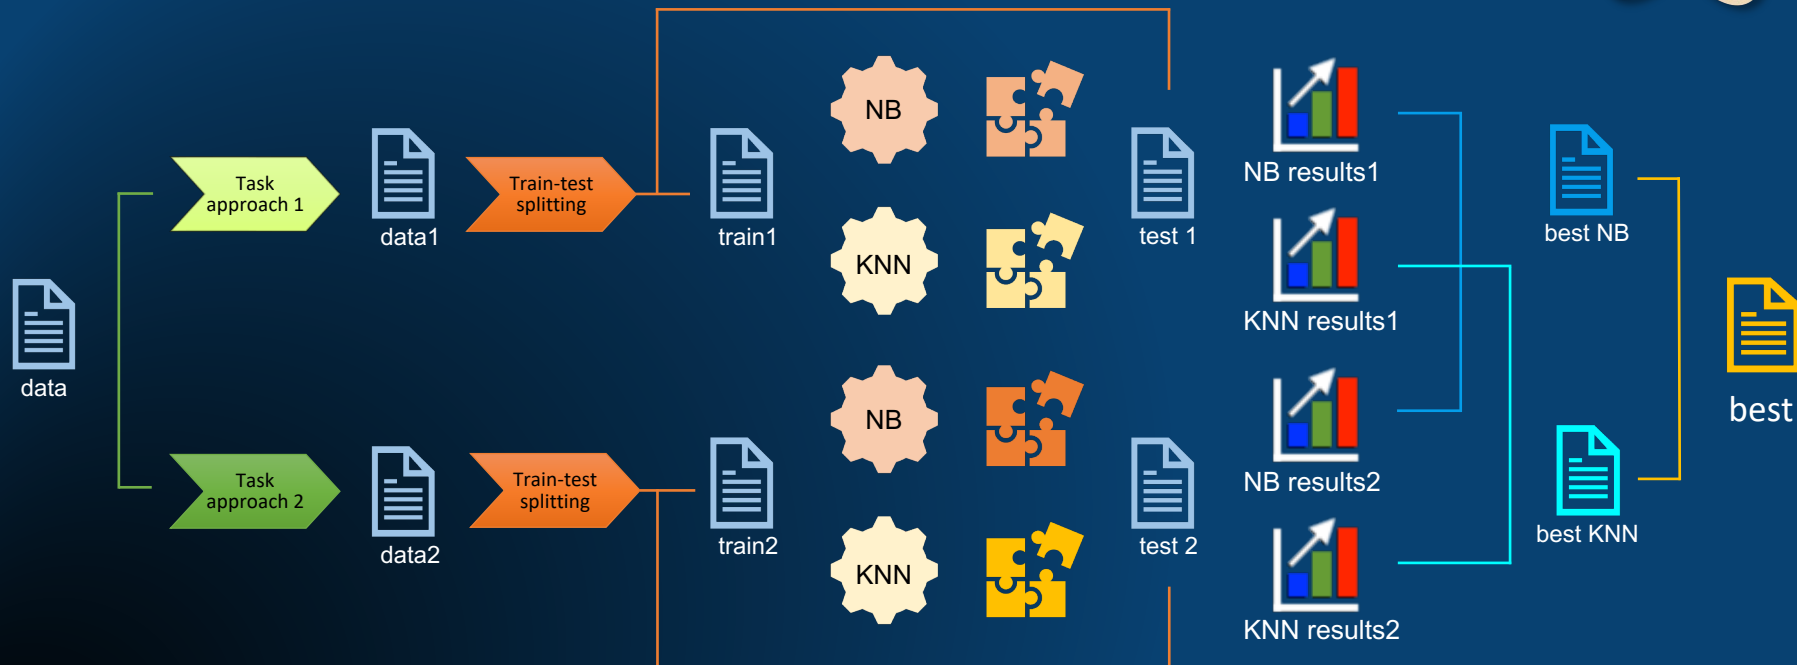 data
Task
approach 1
data1
Train-test
splitting
train1
NB
KNN
test 1
NB results1
KNN results1
Task
approach 2
data2
Train-test
splitting
train2
NB
KNN
test 2
NB results2
KNN results2
best NB
best KNN
best